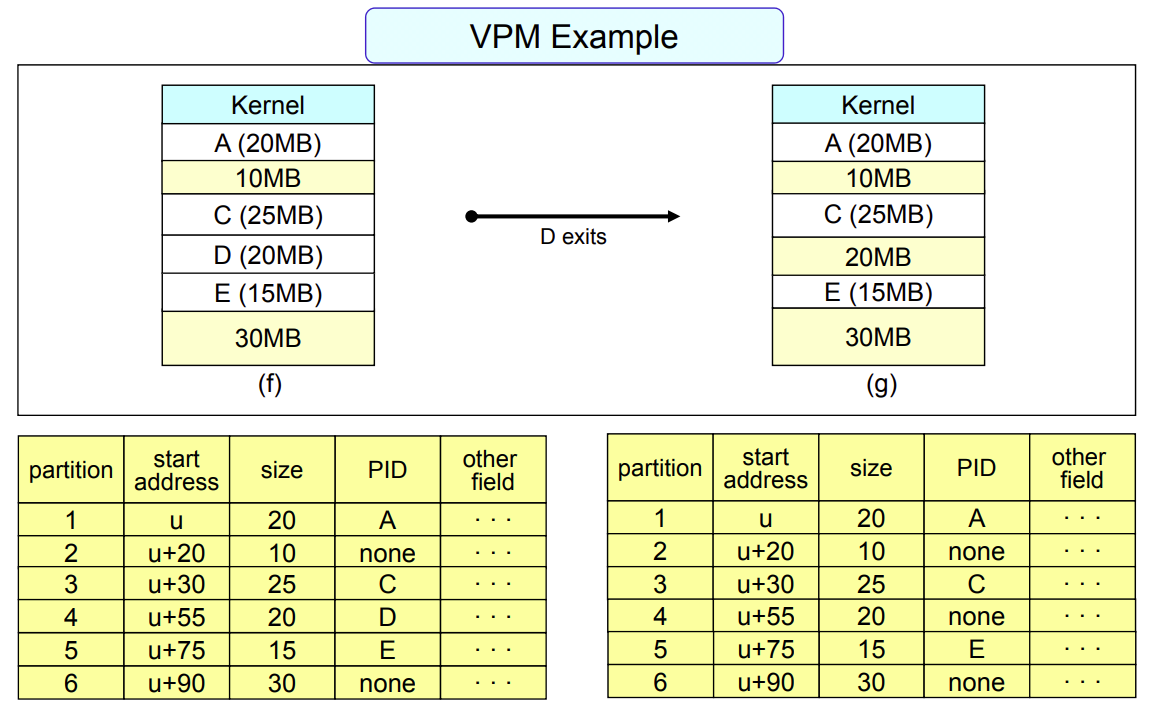 VPM Example
Kernel
A (20MB)
10MB
C (25MB)
D (20MB)
E (15MB)
30MB
(f)
D exits
Kernel
A (20MB)
10MB
C (25MB)
20MB
E (15MB)
30MB
(g)
partition start address size PID other field
1 u 20 A · · ·
2 u+20 10 none · · ·
3 u+30 25 C · · ·
4 u+55 20 D · · ·
5 u+75 15 E · · ·
6 u+90 30 none · · ·
partition start address size PID other field
1 u 20 A · · ·
2 u+20 10 none · · ·
3 u+30 25 C · · ·
4 u+55 20 none · · ·
5 u+75 15 E · · ·
6 u+90 30 none · · ·